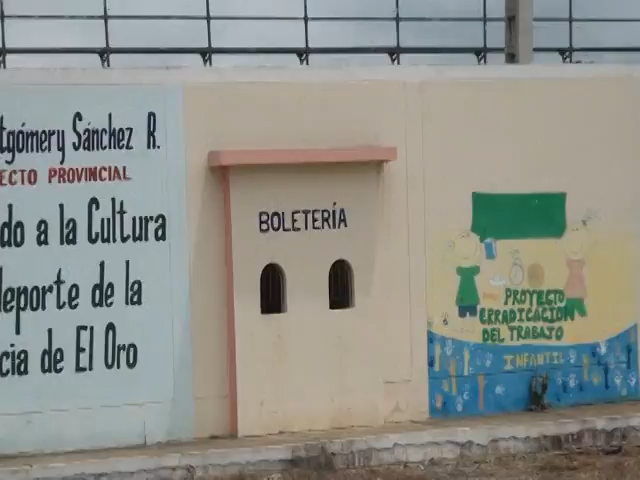 tgómery Sánchez R.
ECTO PROVINCIAL
do a la Cultura
deporte de la
cia de El Oro
BOLETERÍA
PROYECTO
ERRADICACION
DEL TRABAJO
INFANTIL